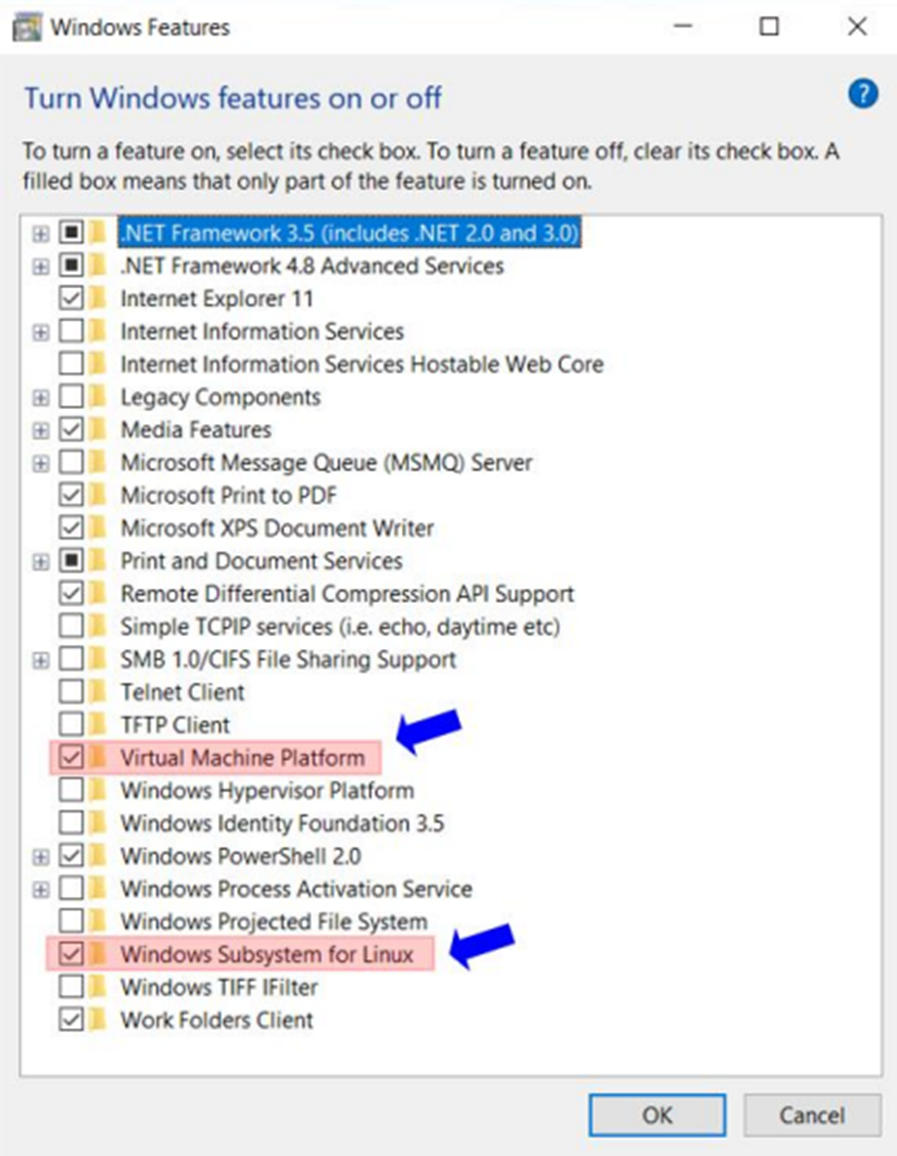 Windows Features
Turn Windows features on or off
?
To turn a feature on, select its check box. To turn a feature off, clear its check box. A
filled box means that only part of the feature is turned on.
.NET Framework 3.5 (includes .NET 2.0 and 3.0)
.NET Framework 4.8 Advanced Services
Internet Explorer 11
Internet Information Services
Internet Information Services Hostable Web Core
Legacy Components
Media Features
Microsoft Message Queue (MSMQ) Server
Microsoft Print to PDF
Microsoft XPS Document Writer
Print and Document Services
Remote Differential Compression API Support
Simple TCPIP services (i.e. echo, daytime etc)
SMB 1.0/CIFS File Sharing Support
Telnet Client
TFTP Client
Virtual Machine Platform
Windows Hypervisor Platform
Windows Identity Foundation 3.5
Windows PowerShell 2.0
Windows Process Activation Service
Windows Projected File System
Windows Subsystem for Linux
Windows TIFF IFilter
Work Folders Client
OK Cancel